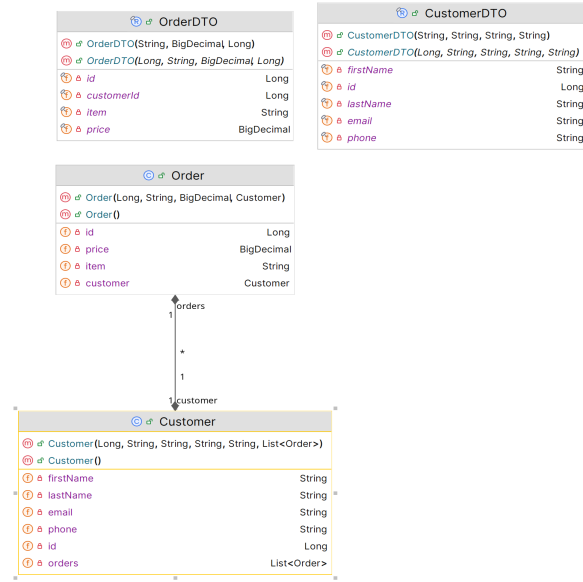 OrderDTO
OrderDTO(String, BigDecimal, Long)
OrderDTO(Long, String, BigDecimal, Long)
id Long
customerId Long
item String
price BigDecimal
CustomerDTO
CustomerDTO(String, String, String, String)
CustomerDTO(Long, String, String, String, String)
firstName String
id Long
lastName String
email String
phone String
Order
Order(Long, String, BigDecimal, Customer)
Order()
id Long
price BigDecimal
item String
customer Customer
orders
1
*
1
1 customer
Customer
Customer(Long, String, String, String, String, List<Order>)
Customer()
firstName String
lastName String
email String
phone String
id Long
orders List<Order>